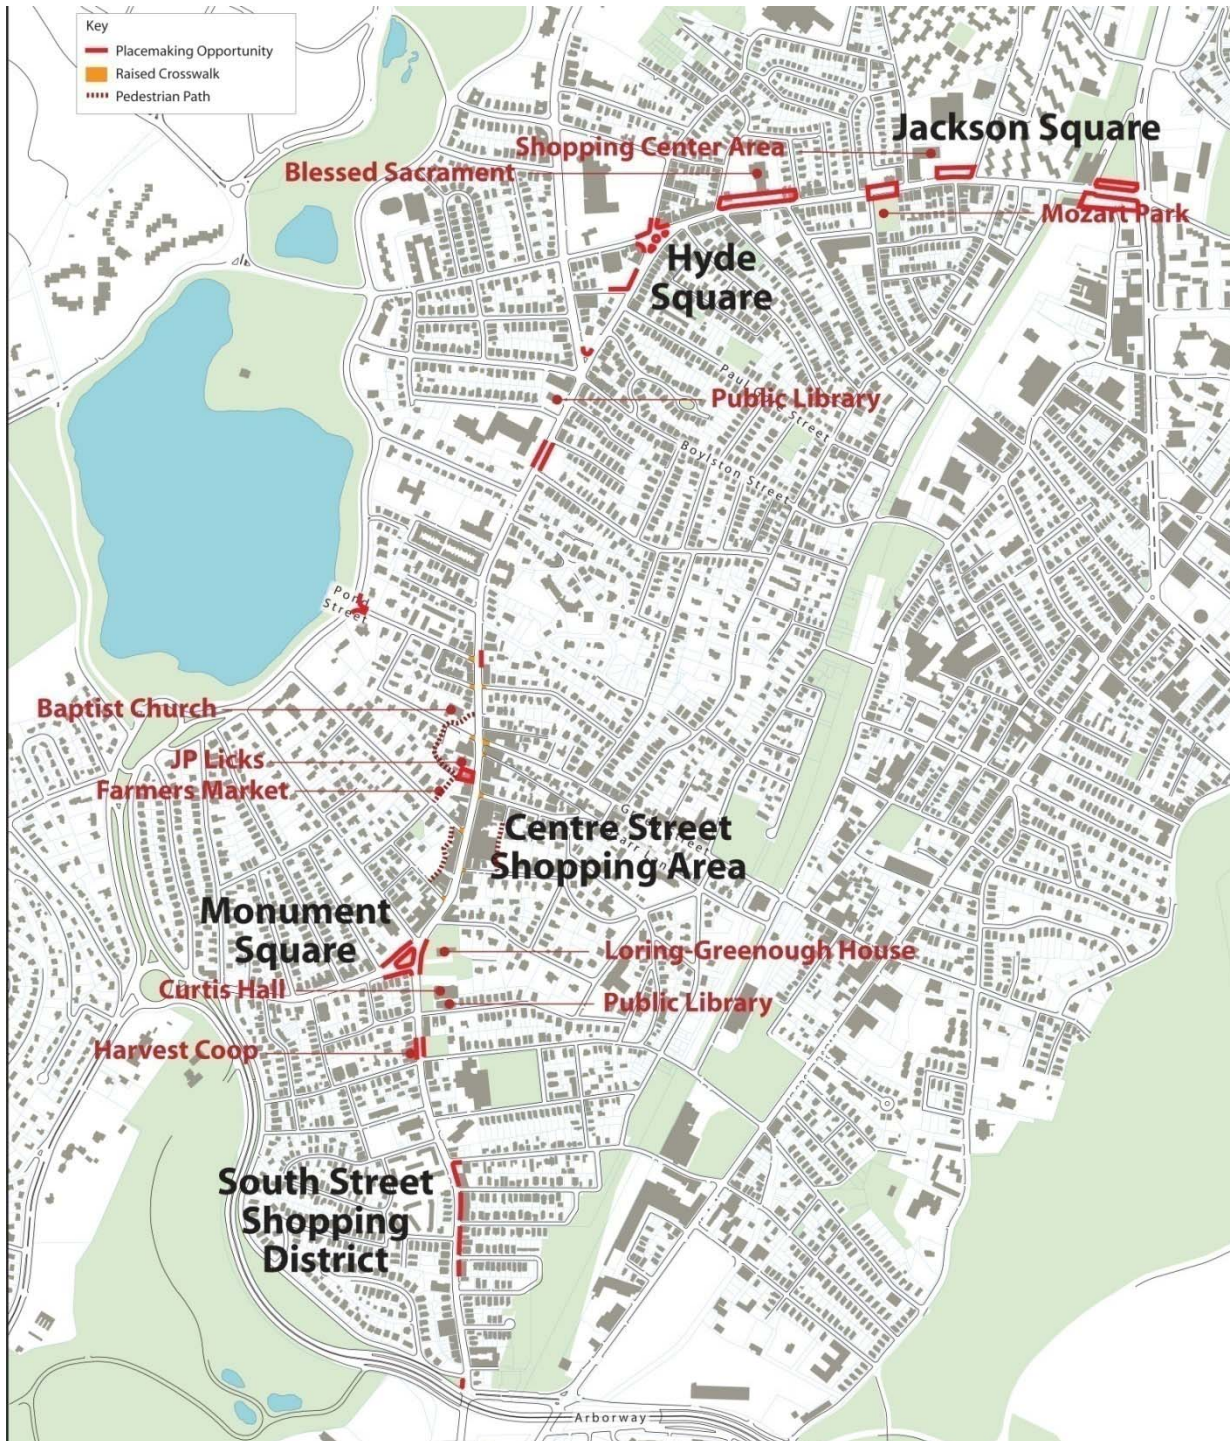 Key
Placemaking Opportunity
Raised Crosswalk
Pedestrian Path
Jackson Square
Shopping Center Area
Blessed Sacrament
Mozart Park
Hyde
Square
Public Library
Boylston Street
Pond
Street
Baptist Church
JP Licks
Farmers Market
Centre Street
Shopping Area
Monument
Square
Loring-Greenough House
Curtis Hall
Public Library
Harvest Coop
South Street
Shopping
District
Arborway